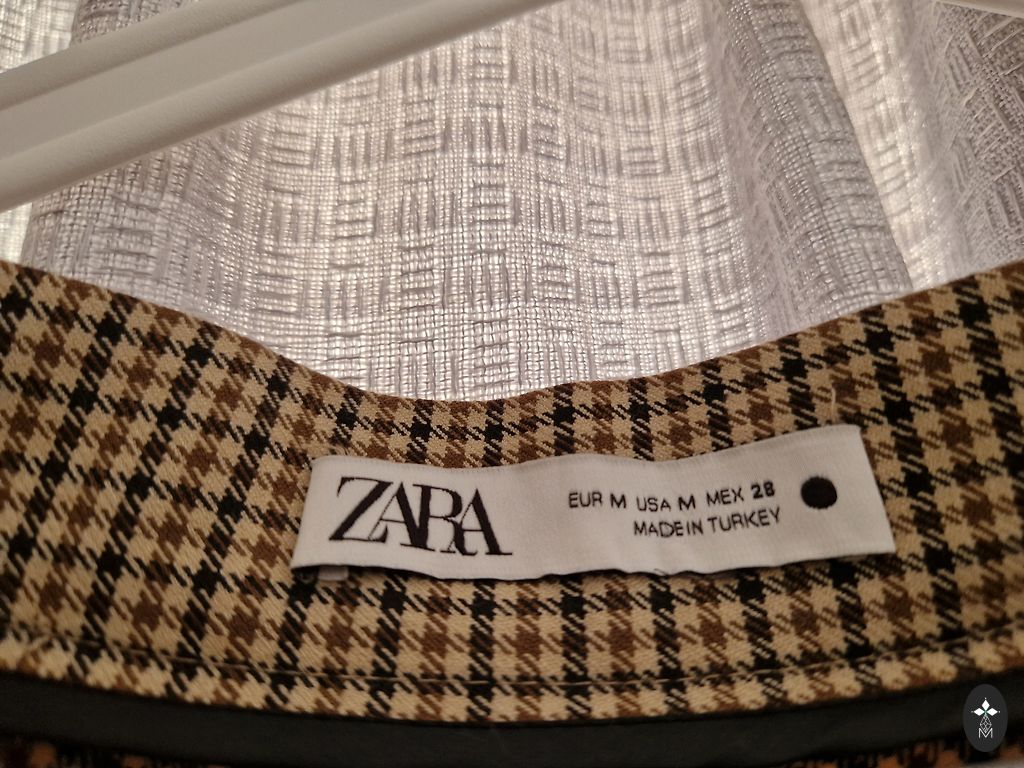 ZARA
EUR M USA M MEX 28
MADE IN TURKEY
M